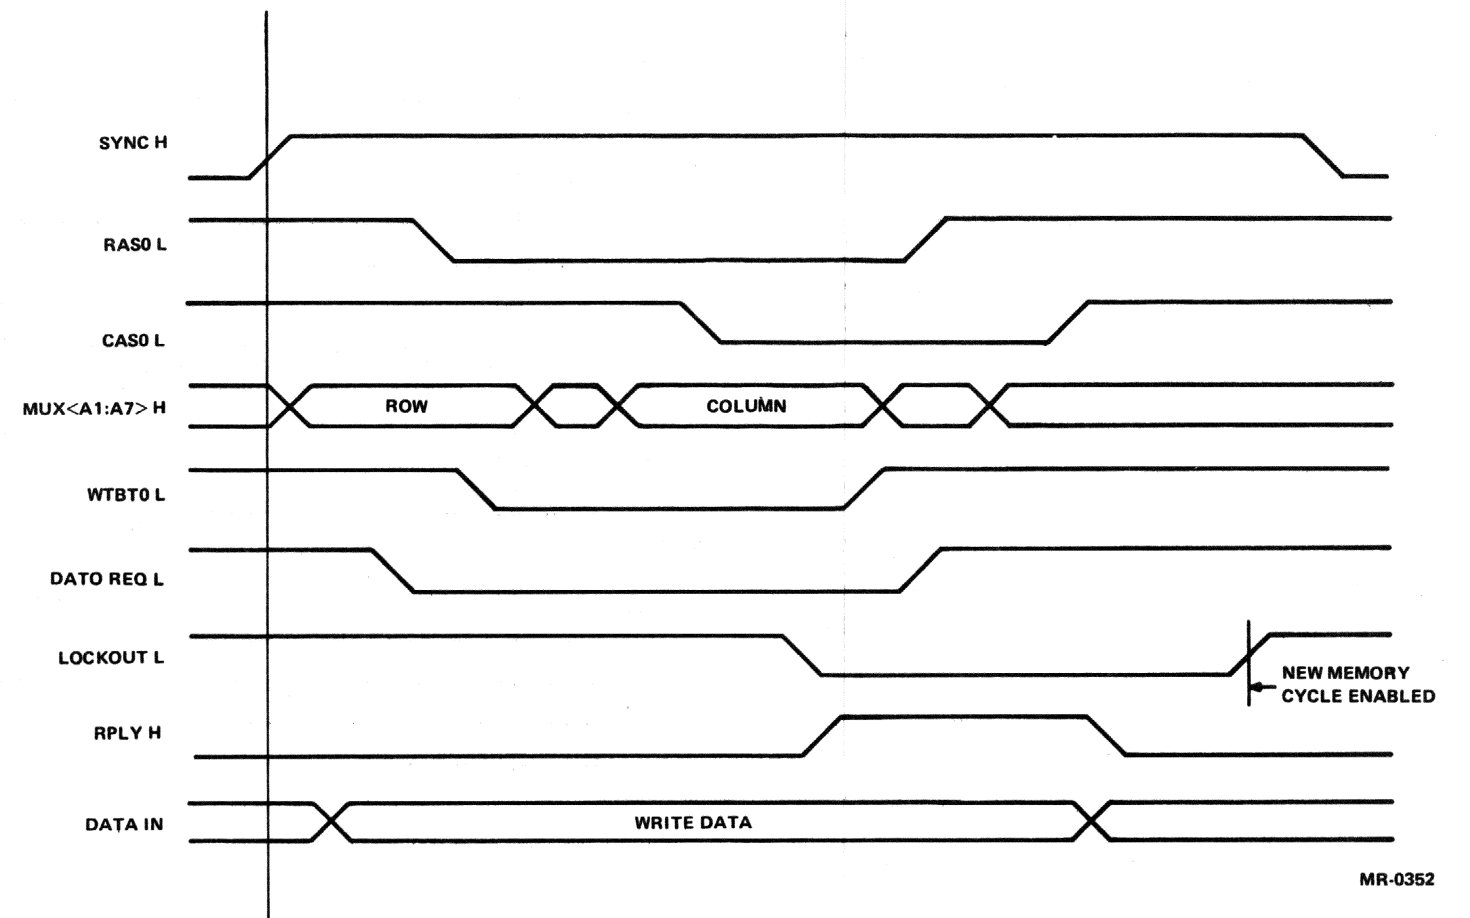 SYNC H
RAS0 L
CAS0 L
MUX<A1:A7> H
ROW
COLUMN
WTBT0 L
DATO REQ L
LOCKOUT L
NEW MEMORY
CYCLE ENABLED
RPLY H
DATA IN
WRITE DATA
MR-0352